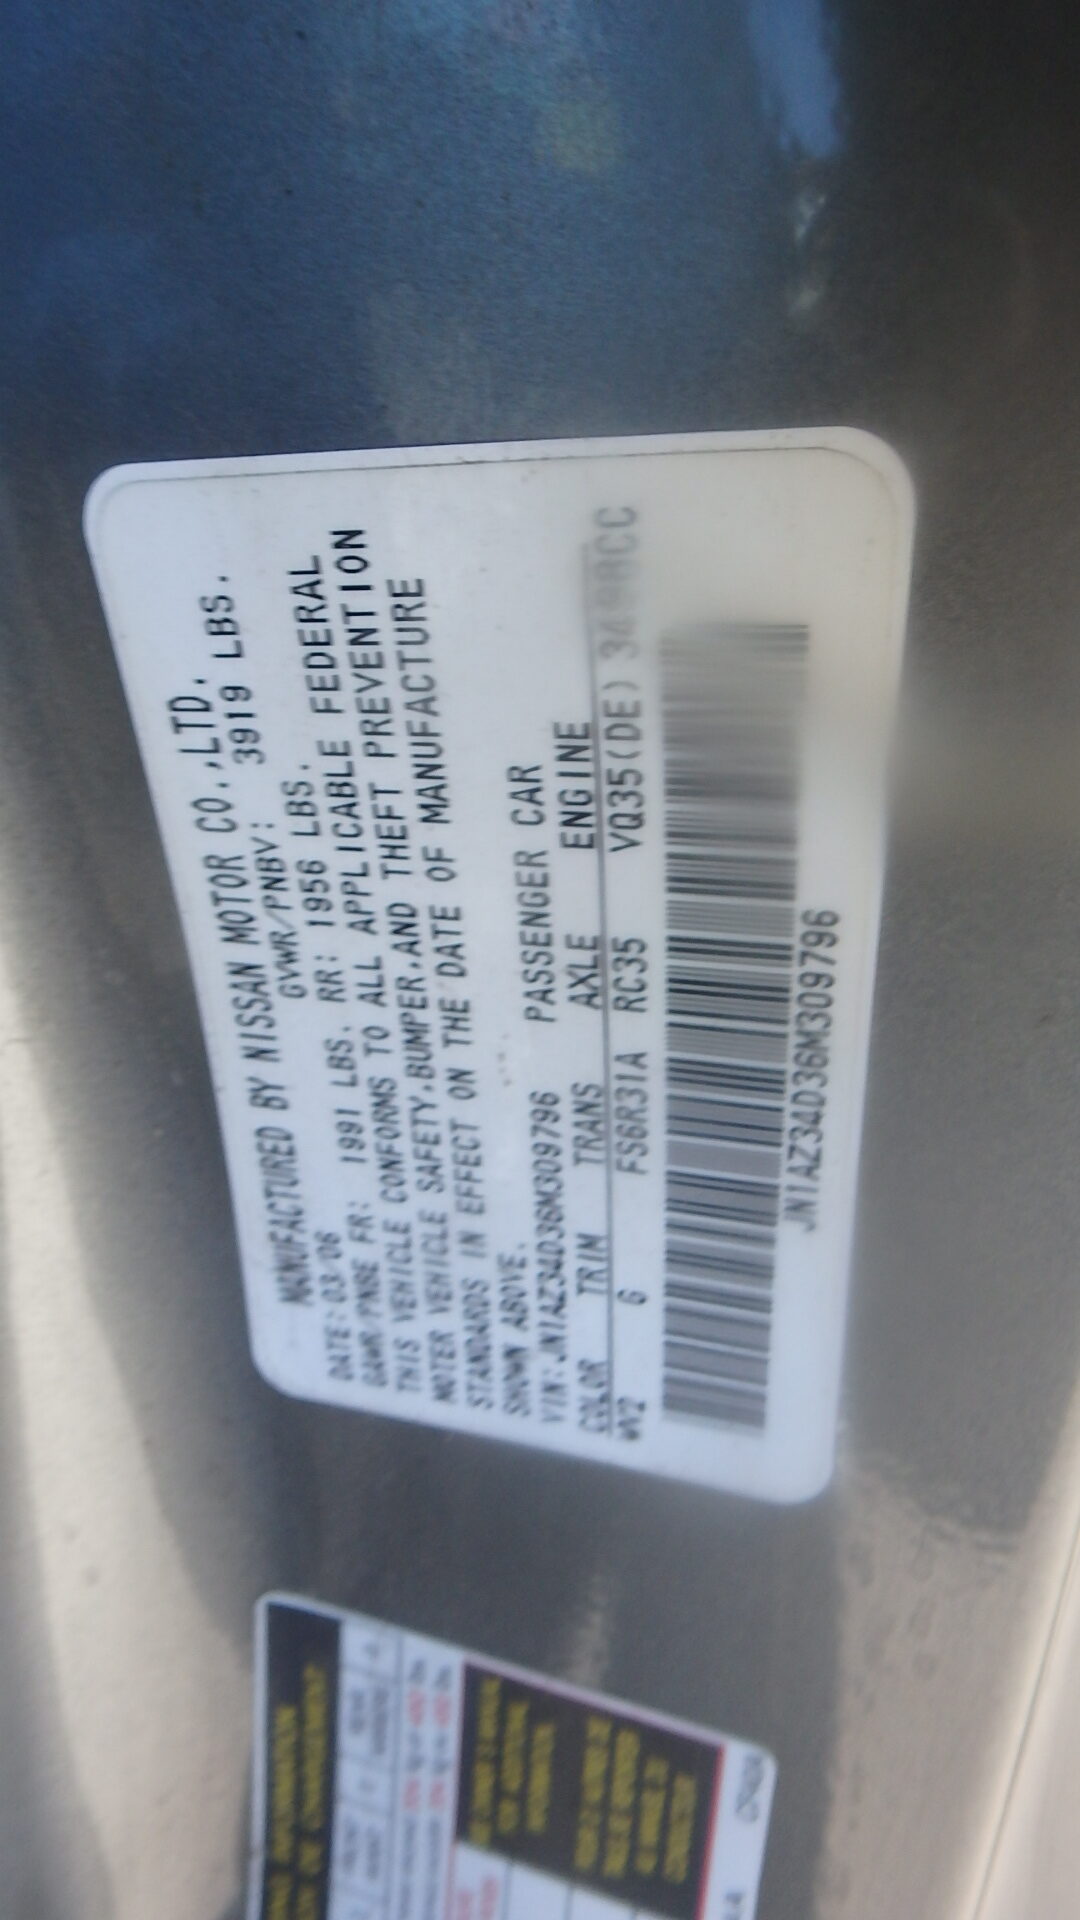 MANUFACTURED BY NISSAN MOTOR CO.,LTD.
DATE:03/06 GVWR/PNBV: 3919 LBS.
GAWR/PNBE FR: 1991 LBS. RR: 1956 LBS.
THIS VEHICLE CONFORMS TO ALL APPLICABLE FEDERAL
MOTER VEHICLE SAFETY,BUMPER,AND THEFT PREVENTION
STANDARDS IN EFFECT ON THE DATE OF MANUFACTURE
SHOWN ABOVE.
VIN:JN1AZ34D36M309796 PASSENGER CAR
COLOR TRIM TRANS AXLE ENGINE
WV2 G FS6R31A RC35 VQ35(DE) 3498CC
JN1AZ34D36M309796